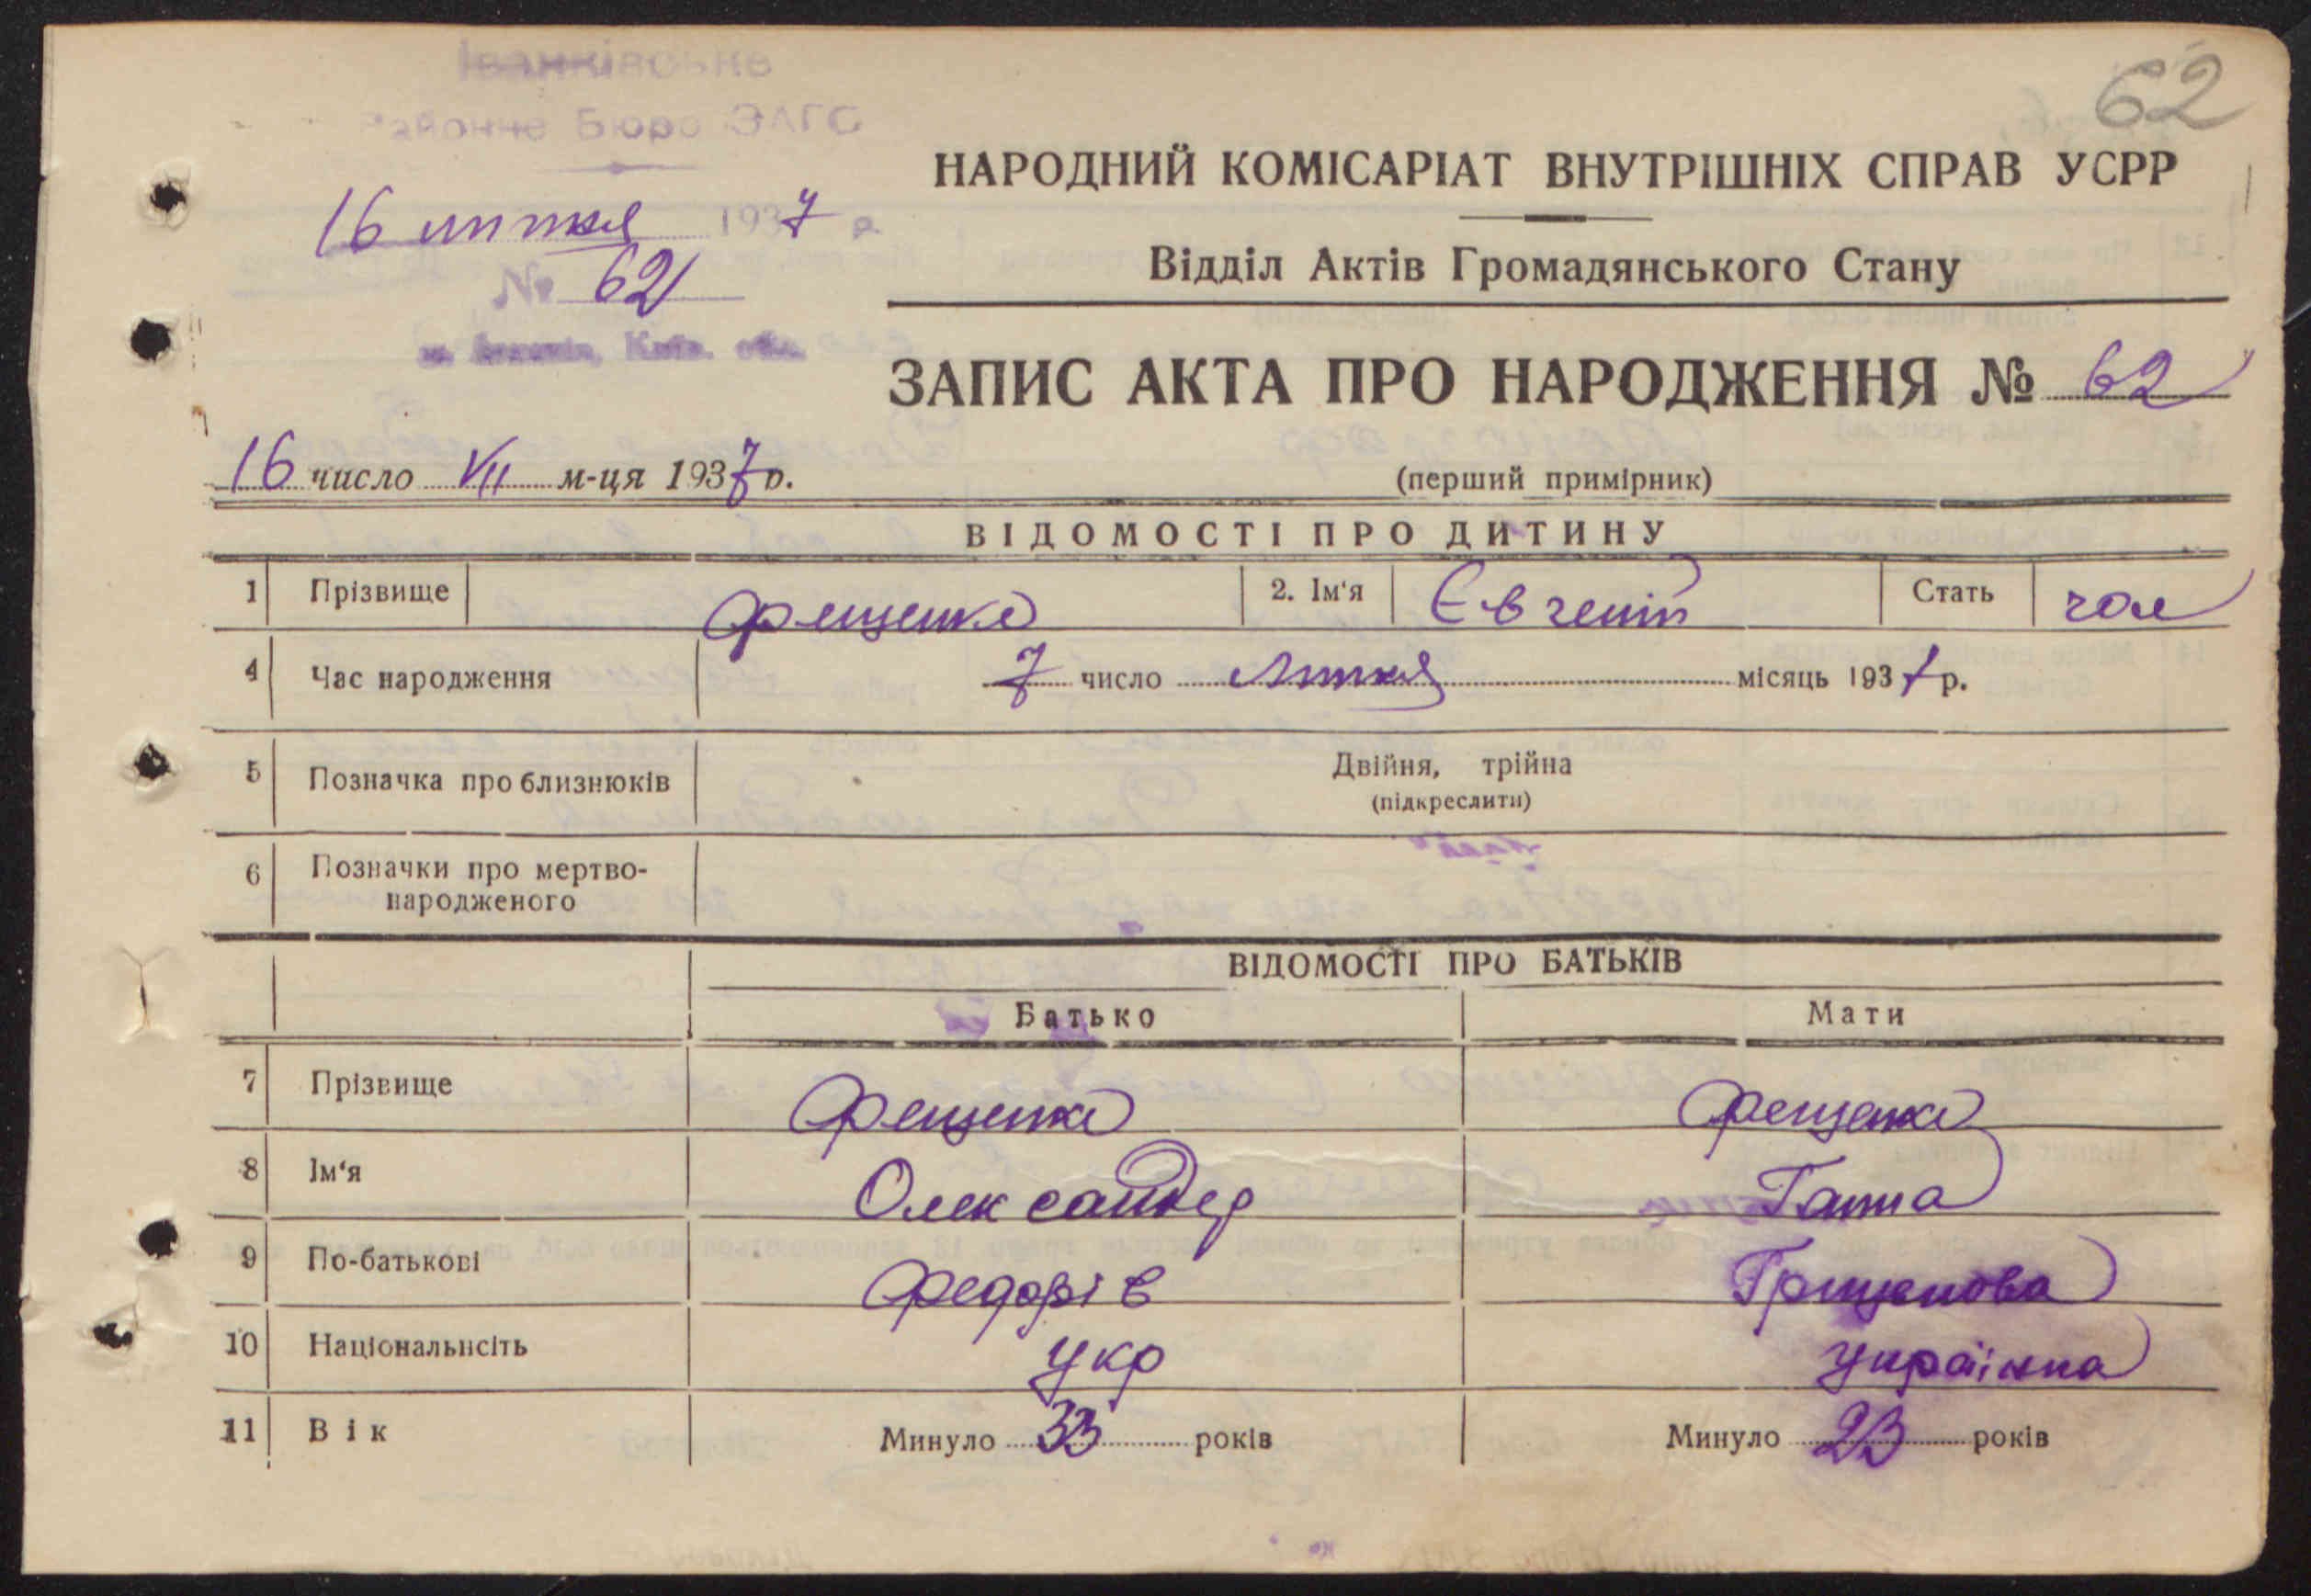 Іванківське
Районне Бюро ЗАГС
62
16 липня 1937 р.
№ 62
Київ. обл.
НАРОДНИЙ КОМІСАРІАТ ВНУТРІШНІХ СПРАВ УСРР
Відділ Актів Громадянського Стану
ЗАПИС АКТА ПРО НАРОДЖЕННЯ № 62
16 число VII м-ця 1937 р.
(перший примірник)
ВІДОМОСТІ ПРО ДИТИНУ
1 Прізвище Фещенко 2. Ім'я Євгеній Стать чол
4 Час народження 7 число Липня місяць 1937 р.
5 Позначка про близнюків Двійня, трійна
(підкреслити)
6 Позначки про мертво-
народженого
ВІДОМОСТІ ПРО БАТЬКІВ
Батько Мати
7 Прізвище Фещенко Фещенко
8 Ім'я Олександер Ганна
9 По-батькові Федорів Грищенова
10 Національнсіть укр українка
11 Вік Минуло 33 років Минуло 23 років